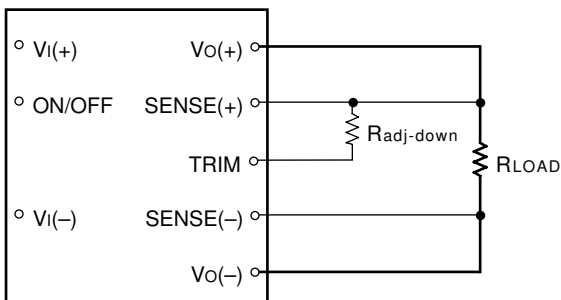 VI(+)
VO(+)
ON/OFF
SENSE(+)
Radj-down
TRIM
RLOAD
VI(–)
SENSE(–)
VO(–)